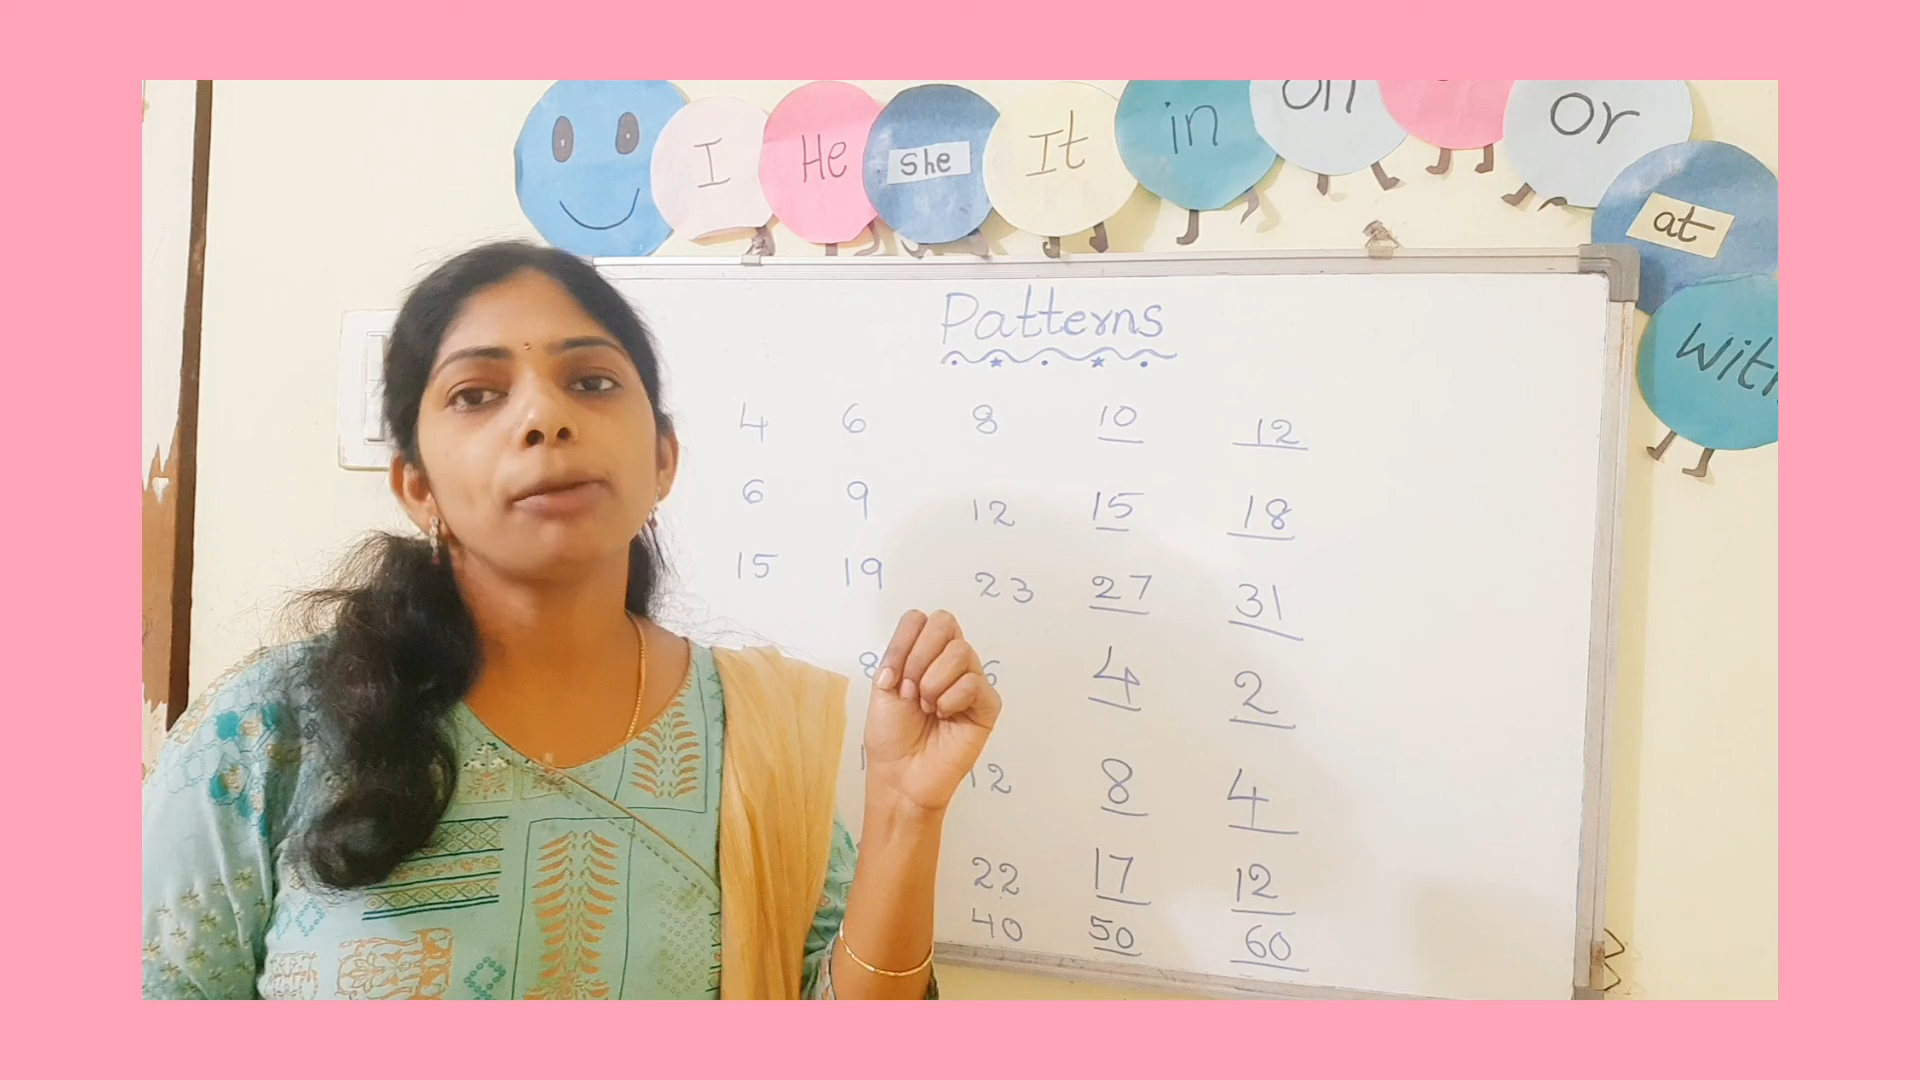 I He she It in on or
at
with
Patterns
4 6 8 10 12
6 9 12 15 18
15 19 23 27 31
8 6 4 2
12 8 4
22 17 12
40 50 60